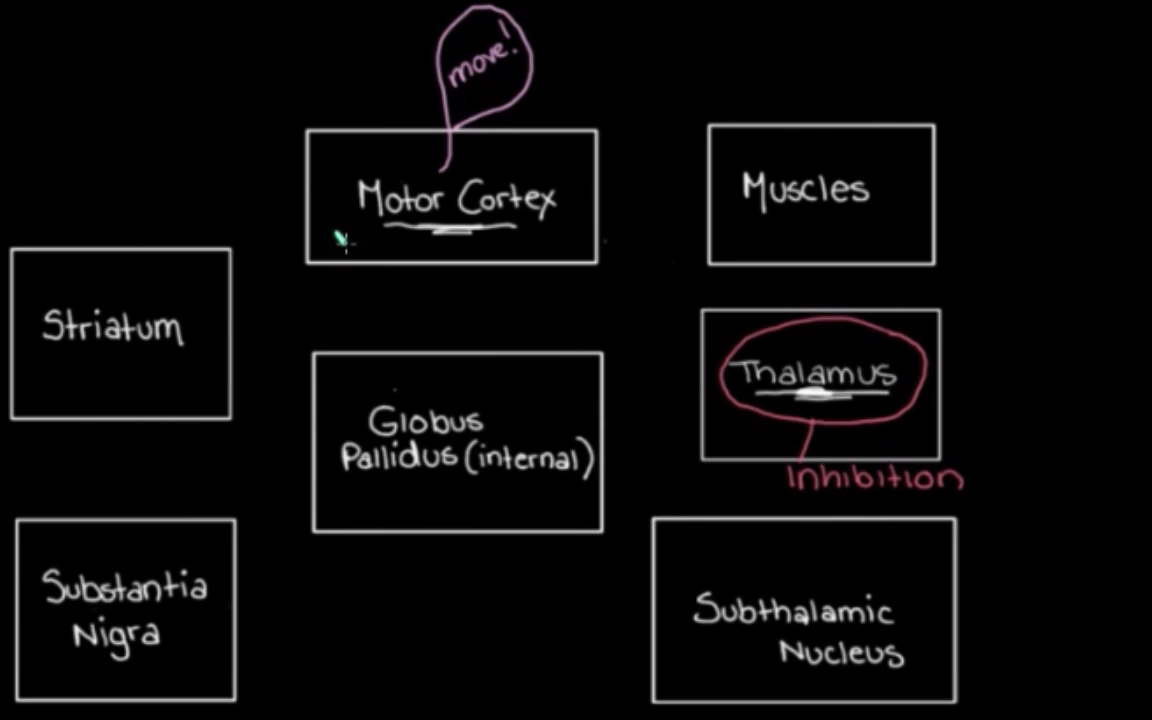 move!
Motor Cortex
Muscles
Striatum
Thalamus
Globus
Pallidus (internal)
Inhibition
Substantia
Nigra
Subthalamic
Nucleus